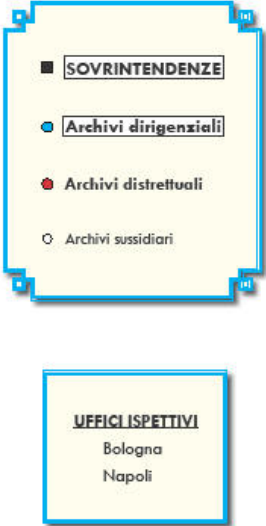 SOVRINTENDENZE
Archivi dirigenziali
Archivi distrettuali
Archivi sussidiari
UFFICI ISPETTIVI
Bologna
Napoli